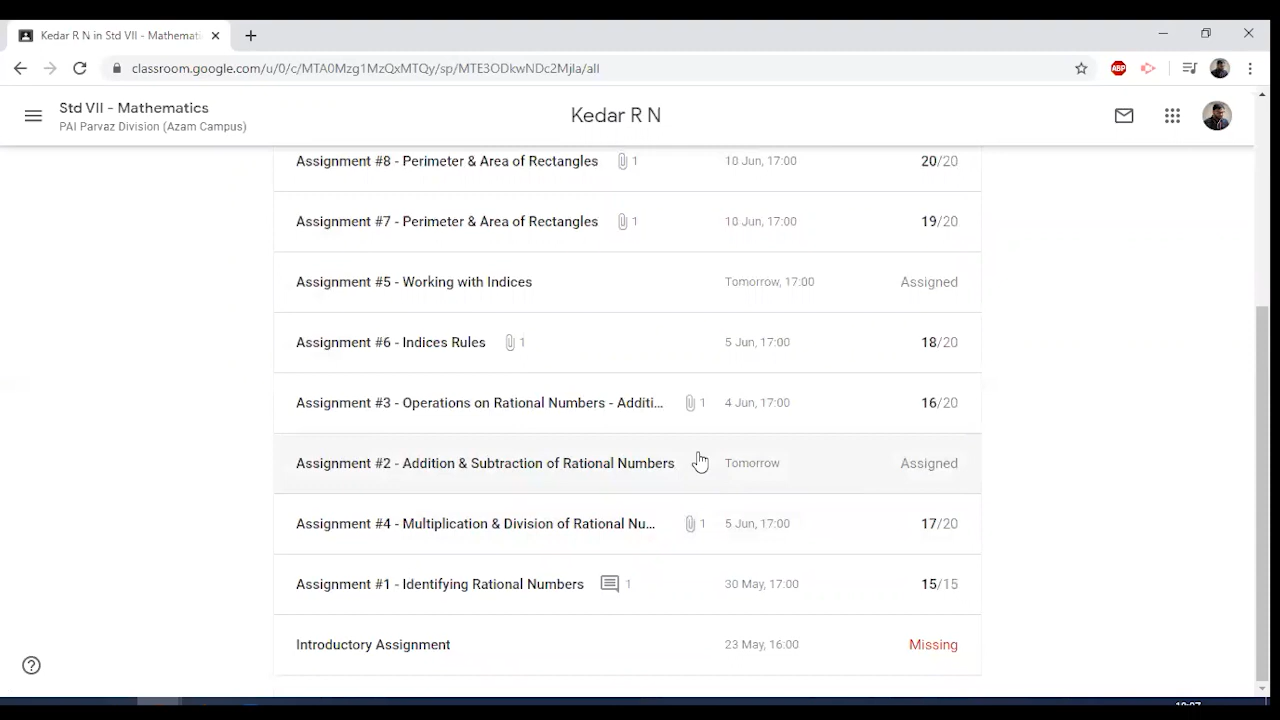 Kedar R N in Std VII - Mathemati
classroom.google.com/u/0/c/MTA0Mzg1MzQxMTQy/sp/MTE3ODkwNDc2Mjla/all
ABP
Std VII - Mathematics
PAI Parvaz Division (Azam Campus)
Kedar R N
Assignment #8 - Perimeter & Area of Rectangles 1 10 Jun, 17:00 20/20
Assignment #7 - Perimeter & Area of Rectangles 1 10 Jun, 17:00 19/20
Assignment #5 - Working with Indices Tomorrow, 17:00 Assigned
Assignment #6 - Indices Rules 1 5 Jun, 17:00 18/20
Assignment #3 - Operations on Rational Numbers - Additi... 1 4 Jun, 17:00 16/20
Assignment #2 - Addition & Subtraction of Rational Numbers Tomorrow Assigned
Assignment #4 - Multiplication & Division of Rational Nu... 1 5 Jun, 17:00 17/20
Assignment #1 - Identifying Rational Numbers 1 30 May, 17:00 15/15
Introductory Assignment 23 May, 16:00 Missing